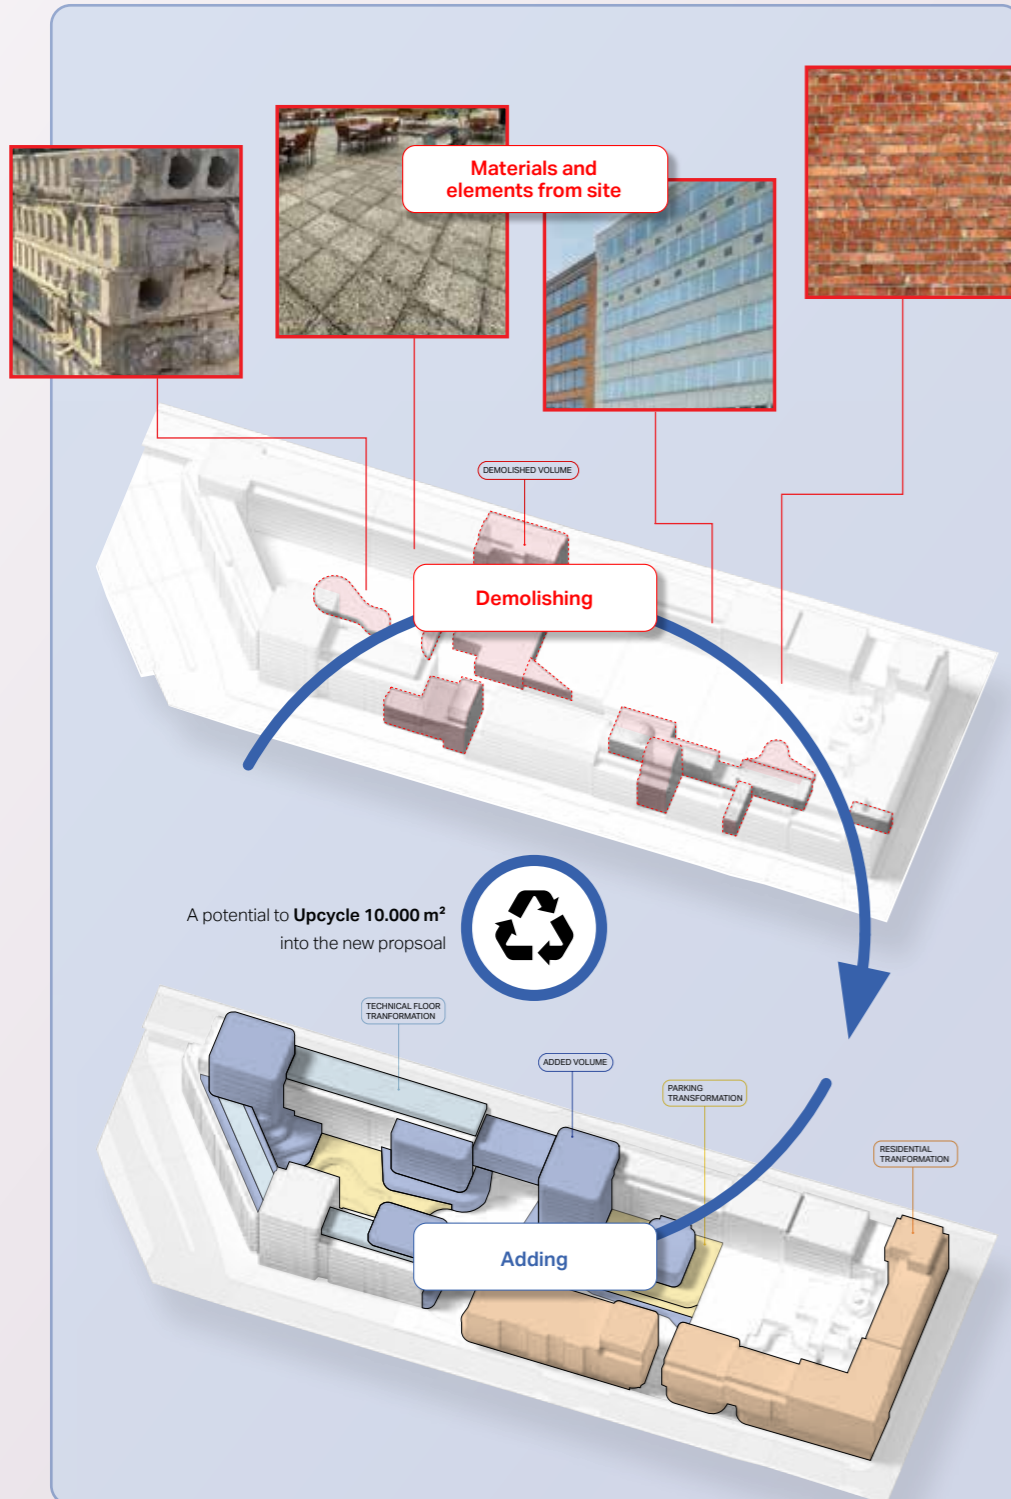 Materials and
elements from site
DEMOLISHED VOLUME
Demolishing
A potential to Upcycle 10.000 m²
into the new propsoal
TECHNICAL FLOOR
TRANFORMATION
ADDED VOLUME
PARKING
TRANSFORMATION
RESIDENTIAL
TRANFORMATION
Adding